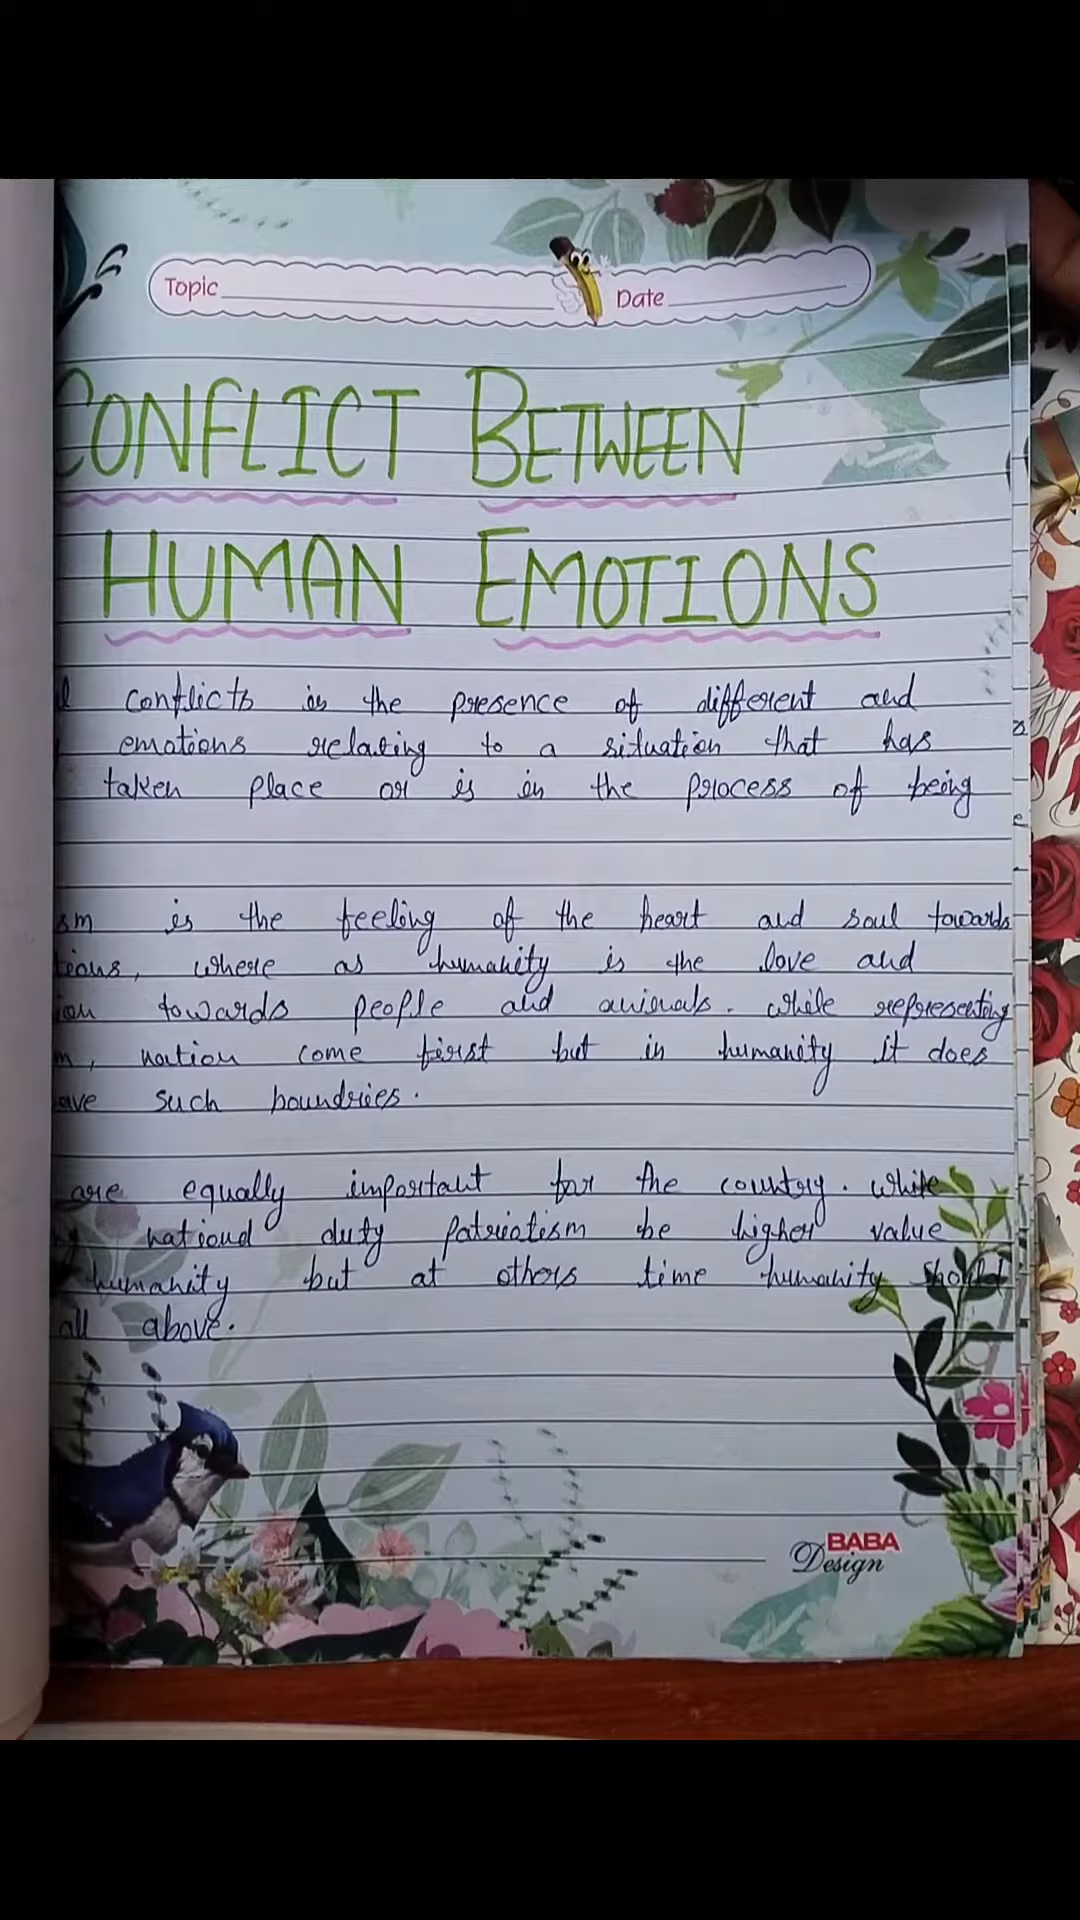 Topic
Date
CONFLICT BETWEEN
HUMAN EMOTIONS
conflicts is the presence of different and
emotions relating to a situation that has
taken place or is in the process of being
sm is the feeling of the heart and soul towards
tions, where as humanity is the love and
ion towards people and animals. while representing
m, nation come first but in humanity it does
ave such boundries.
are equally important for the country. while
national duty patriotism be higher value
humanity but at others time humanity should
all above.
BABA
Design